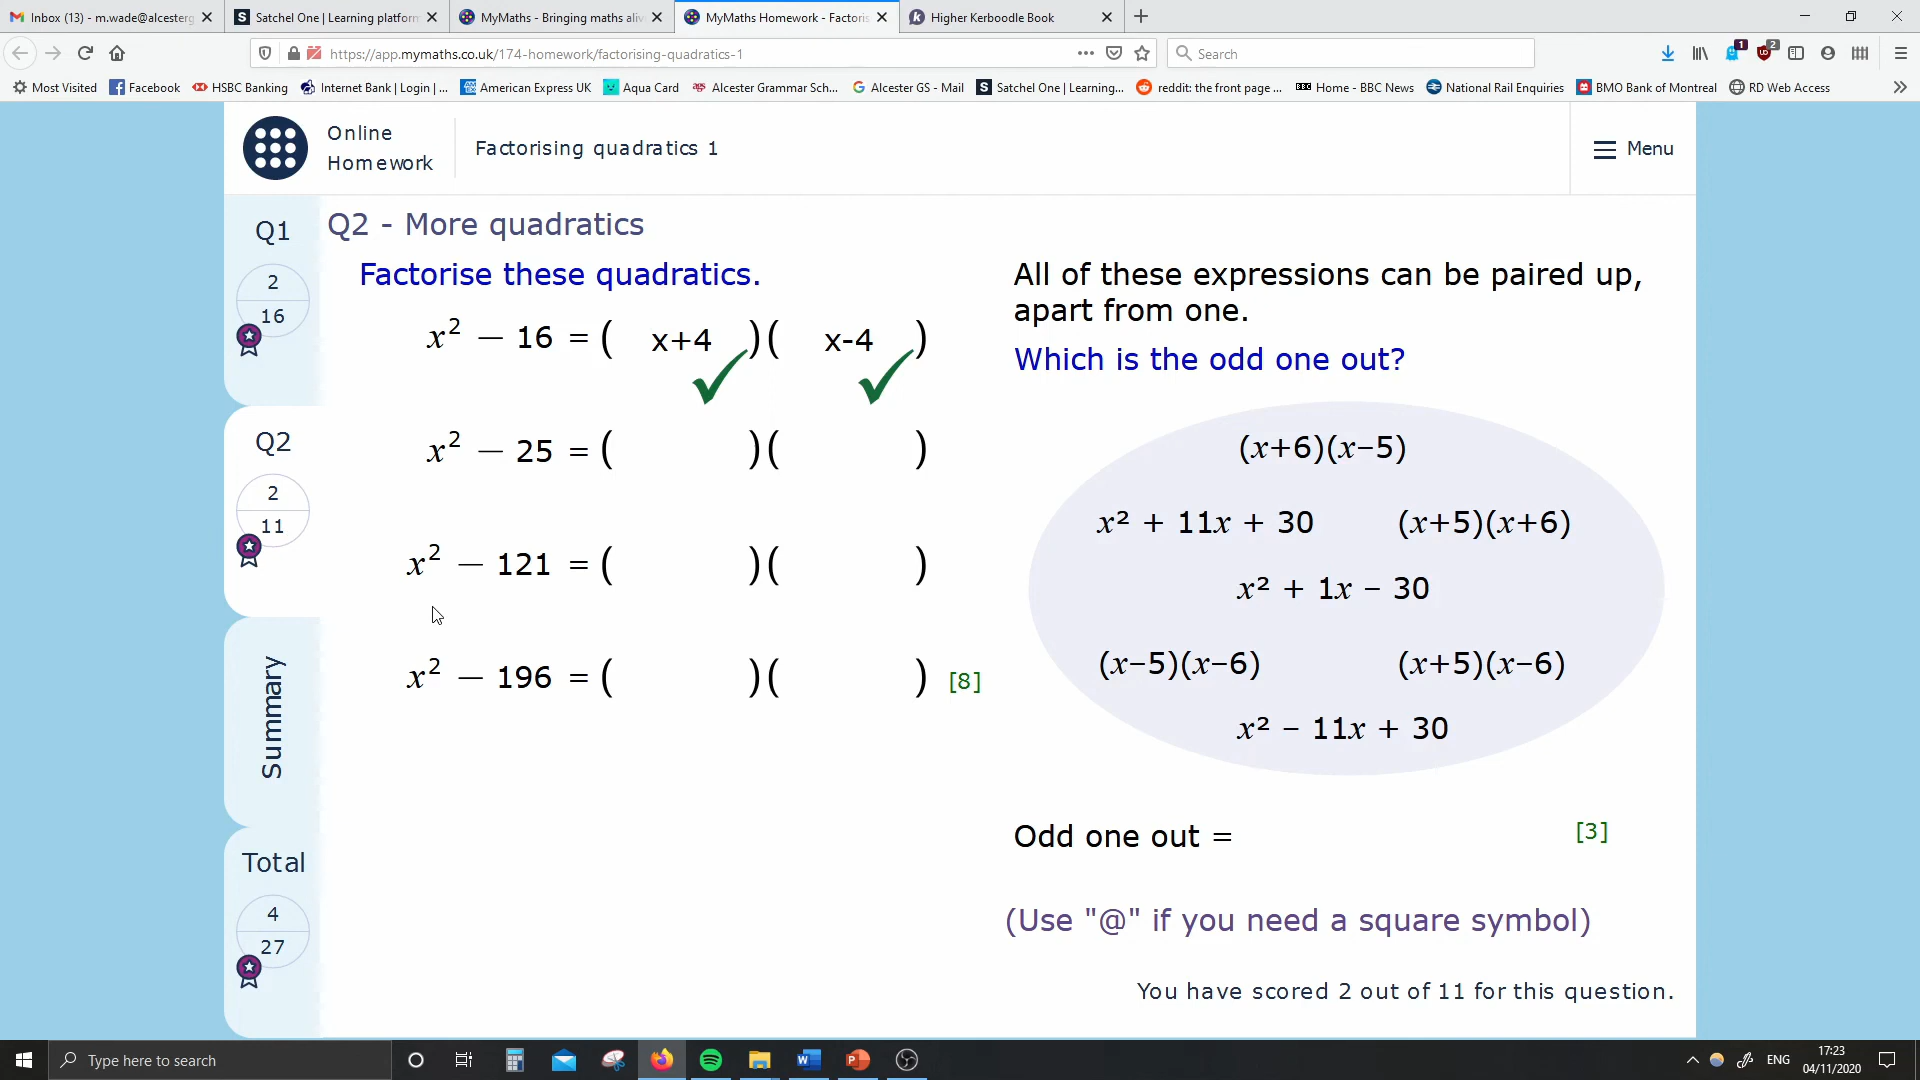 Inbox (13) - m.wade@alcesterg
Satchel One | Learning platform
MyMaths - Bringing maths aliv
MyMaths Homework - Factoris
Higher Kerboodle Book
https://app.mymaths.co.uk/174-homework/factorising-quadratics-1
Search
1
2
Most Visited
Facebook
HSBC Banking
Internet Bank | Login | ...
American Express UK
Aqua Card
Alcester Grammar Sch...
Alcester GS - Mail
Satchel One | Learning...
reddit: the front page ...
Home - BBC News
National Rail Enquiries
BMO Bank of Montreal
RD Web Access
Online
Homework
Factorising quadratics 1
Menu
Q1
2
16
Q2
2
11
Summary
Total
4
27
Q2 - More quadratics
Factorise these quadratics.
x² − 16 = ( x+4 )( x-4 )
x² − 25 = ( )( )
x² − 121 = ( )( )
x² − 196 = ( )( ) [8]
All of these expressions can be paired up,
apart from one.
Which is the odd one out?
(x+6)(x−5)
x² + 11x + 30 (x+5)(x+6)
x² + 1x − 30
(x−5)(x−6) (x+5)(x−6)
x² − 11x + 30
Odd one out = [3]
(Use "@" if you need a square symbol)
You have scored 2 out of 11 for this question.
Type here to search
ENG
17:23
04/11/2020